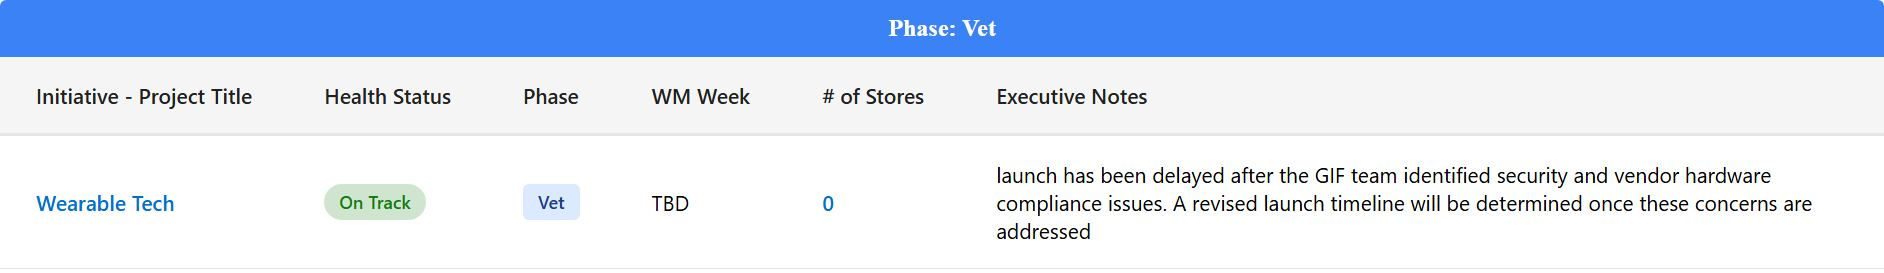 Phase: Vet
Initiative - Project Title Health Status Phase WM Week # of Stores Executive Notes
launch has been delayed after the GIF team identified security and vendor hardware
Wearable Tech On Track Vet TBD 0 compliance issues. A revised launch timeline will be determined once these concerns are
addressed